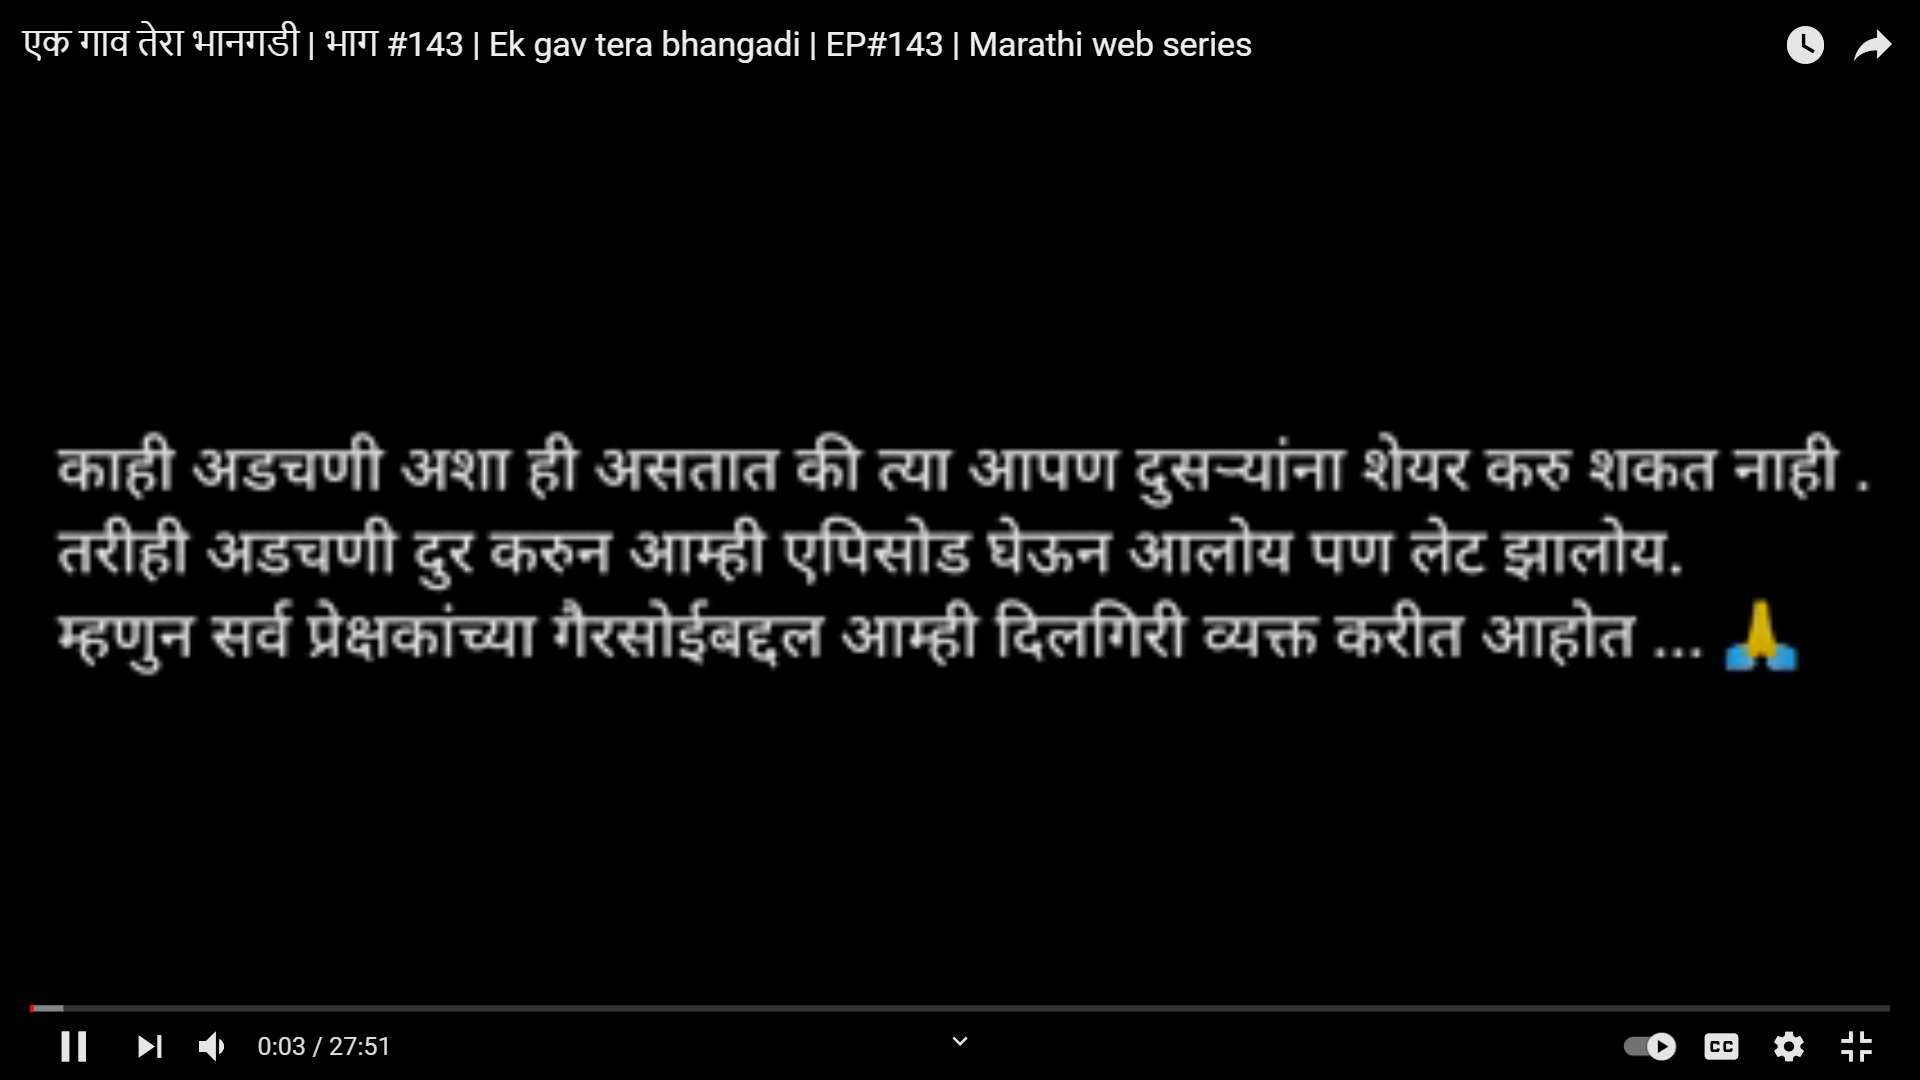 एक गाव तेरा भानगडी | भाग #143 | Ek gav tera bhangadi | EP#143 | Marathi web series
काही अडचणी अशा ही असतात की त्या आपण दुसऱ्यांना शेयर करु शकत नाही .
तरीही अडचणी दुर करुन आम्ही एपिसोड घेऊन आलोय पण लेट झालोय.
म्हणुन सर्व प्रेक्षकांच्या गैरसोईबद्दल आम्ही दिलगिरी व्यक्त करीत आहोत ... 🙏
0:03 / 27:51
CC